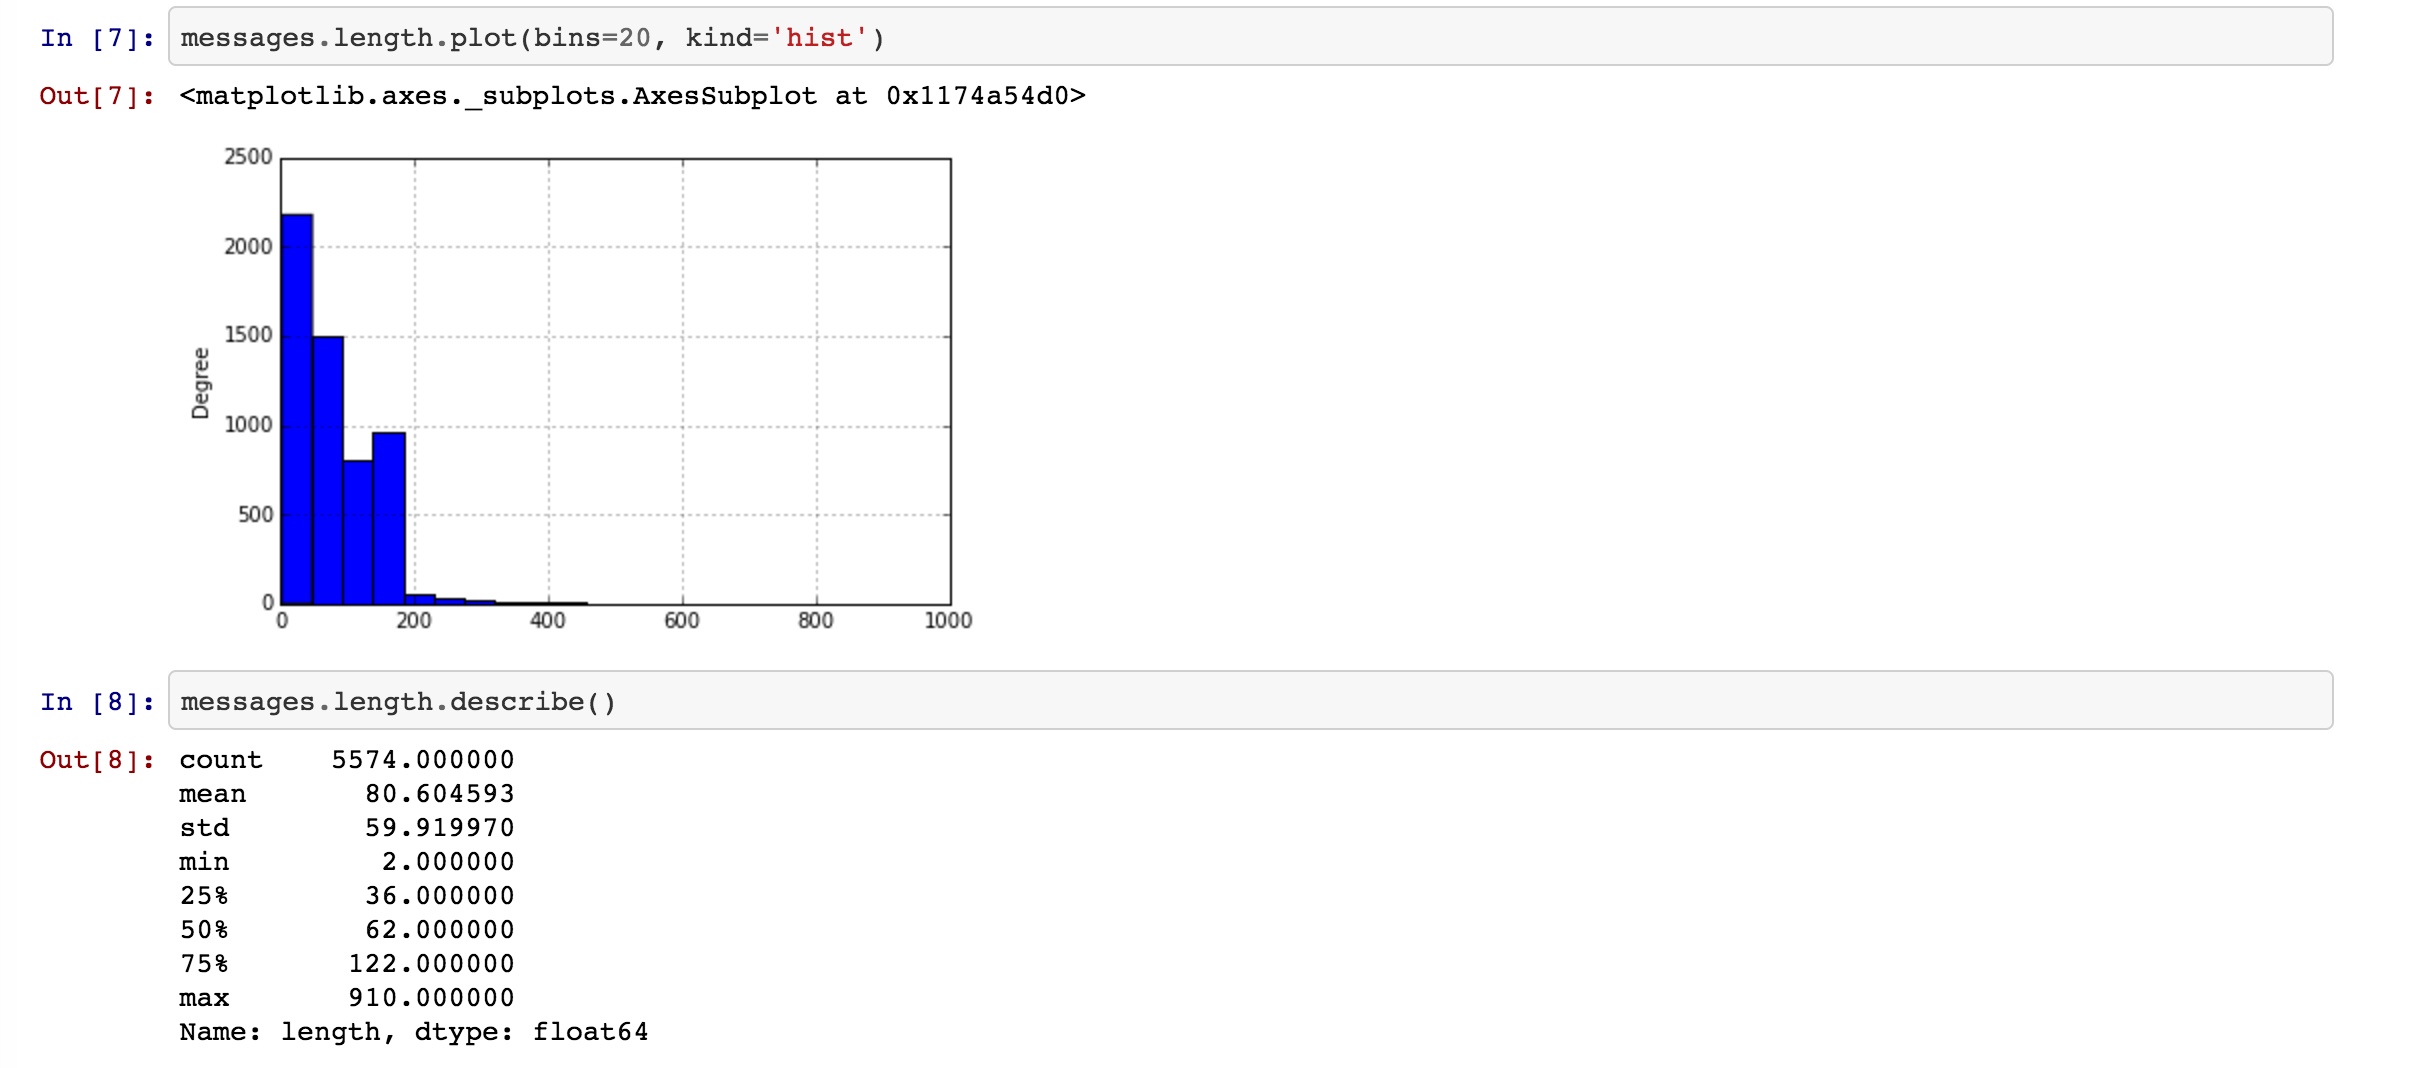 In [7]: messages.length.plot(bins=20, kind='hist')
Out[7]: <matplotlib.axes._subplots.AxesSubplot at 0x1174a54d0>
2500
2000
1500
1000
500
0
Degree
0 200 400 600 800 1000
In [8]: messages.length.describe()
Out[8]: count 5574.000000
mean 80.604593
std 59.919970
min 2.000000
25% 36.000000
50% 62.000000
75% 122.000000
max 910.000000
Name: length, dtype: float64